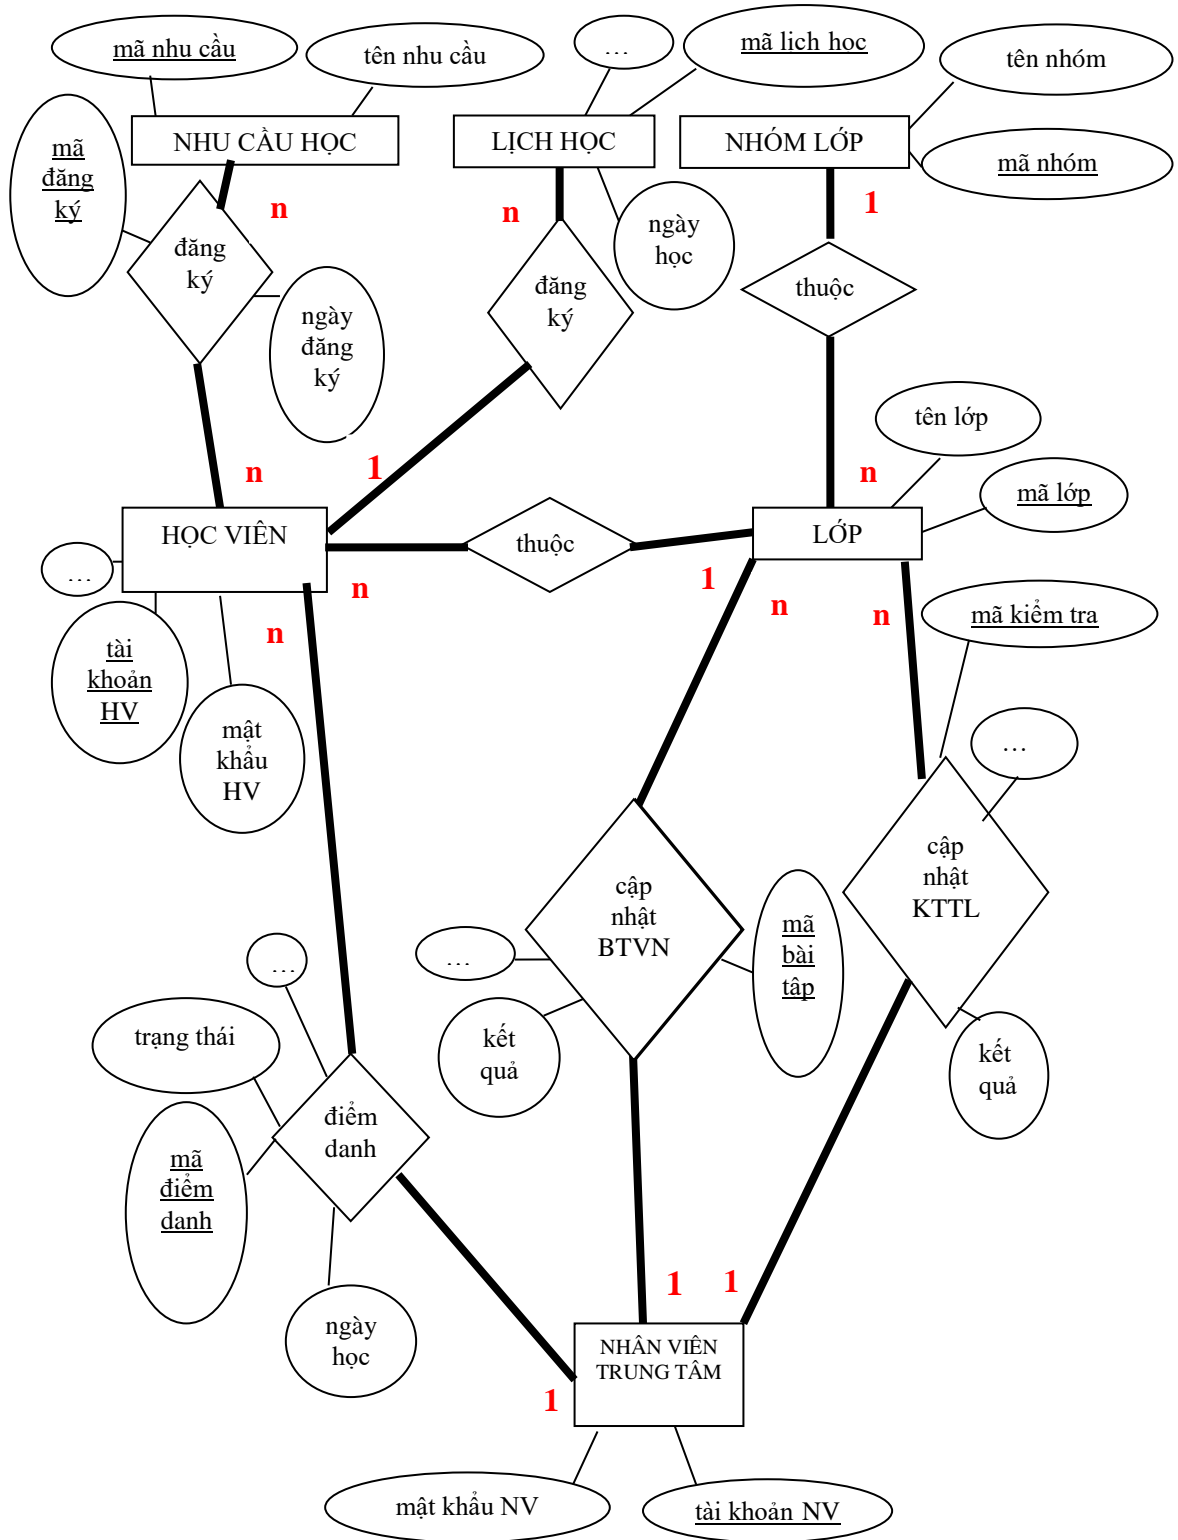 mã nhu cầu
tên nhu cầu
...
mã lich hoc
tên nhóm
NHU CẦU HỌC
LỊCH HỌC
NHÓM LỚP
mã nhóm
mã
đăng
ký
n
n
1
đăng
ký
ngày
học
đăng
ký
thuộc
ngày
đăng
ký
tên lớp
n
1
n
mã lớp
HỌC VIÊN
thuộc
LỚP
...
n
1
n
n
n
mã kiểm tra
tài
khoản
HV
mật
khẩu
HV
...
cập
nhật
KTTL
cập
nhật
BTVN
mã
bài
tâp
...
...
kết
quả
kết
quả
trạng thái
điểm
danh
mã
điểm
danh
ngày
học
1
1
1
NHÂN VIÊN
TRUNG TÂM
mật khẩu NV
tài khoản NV